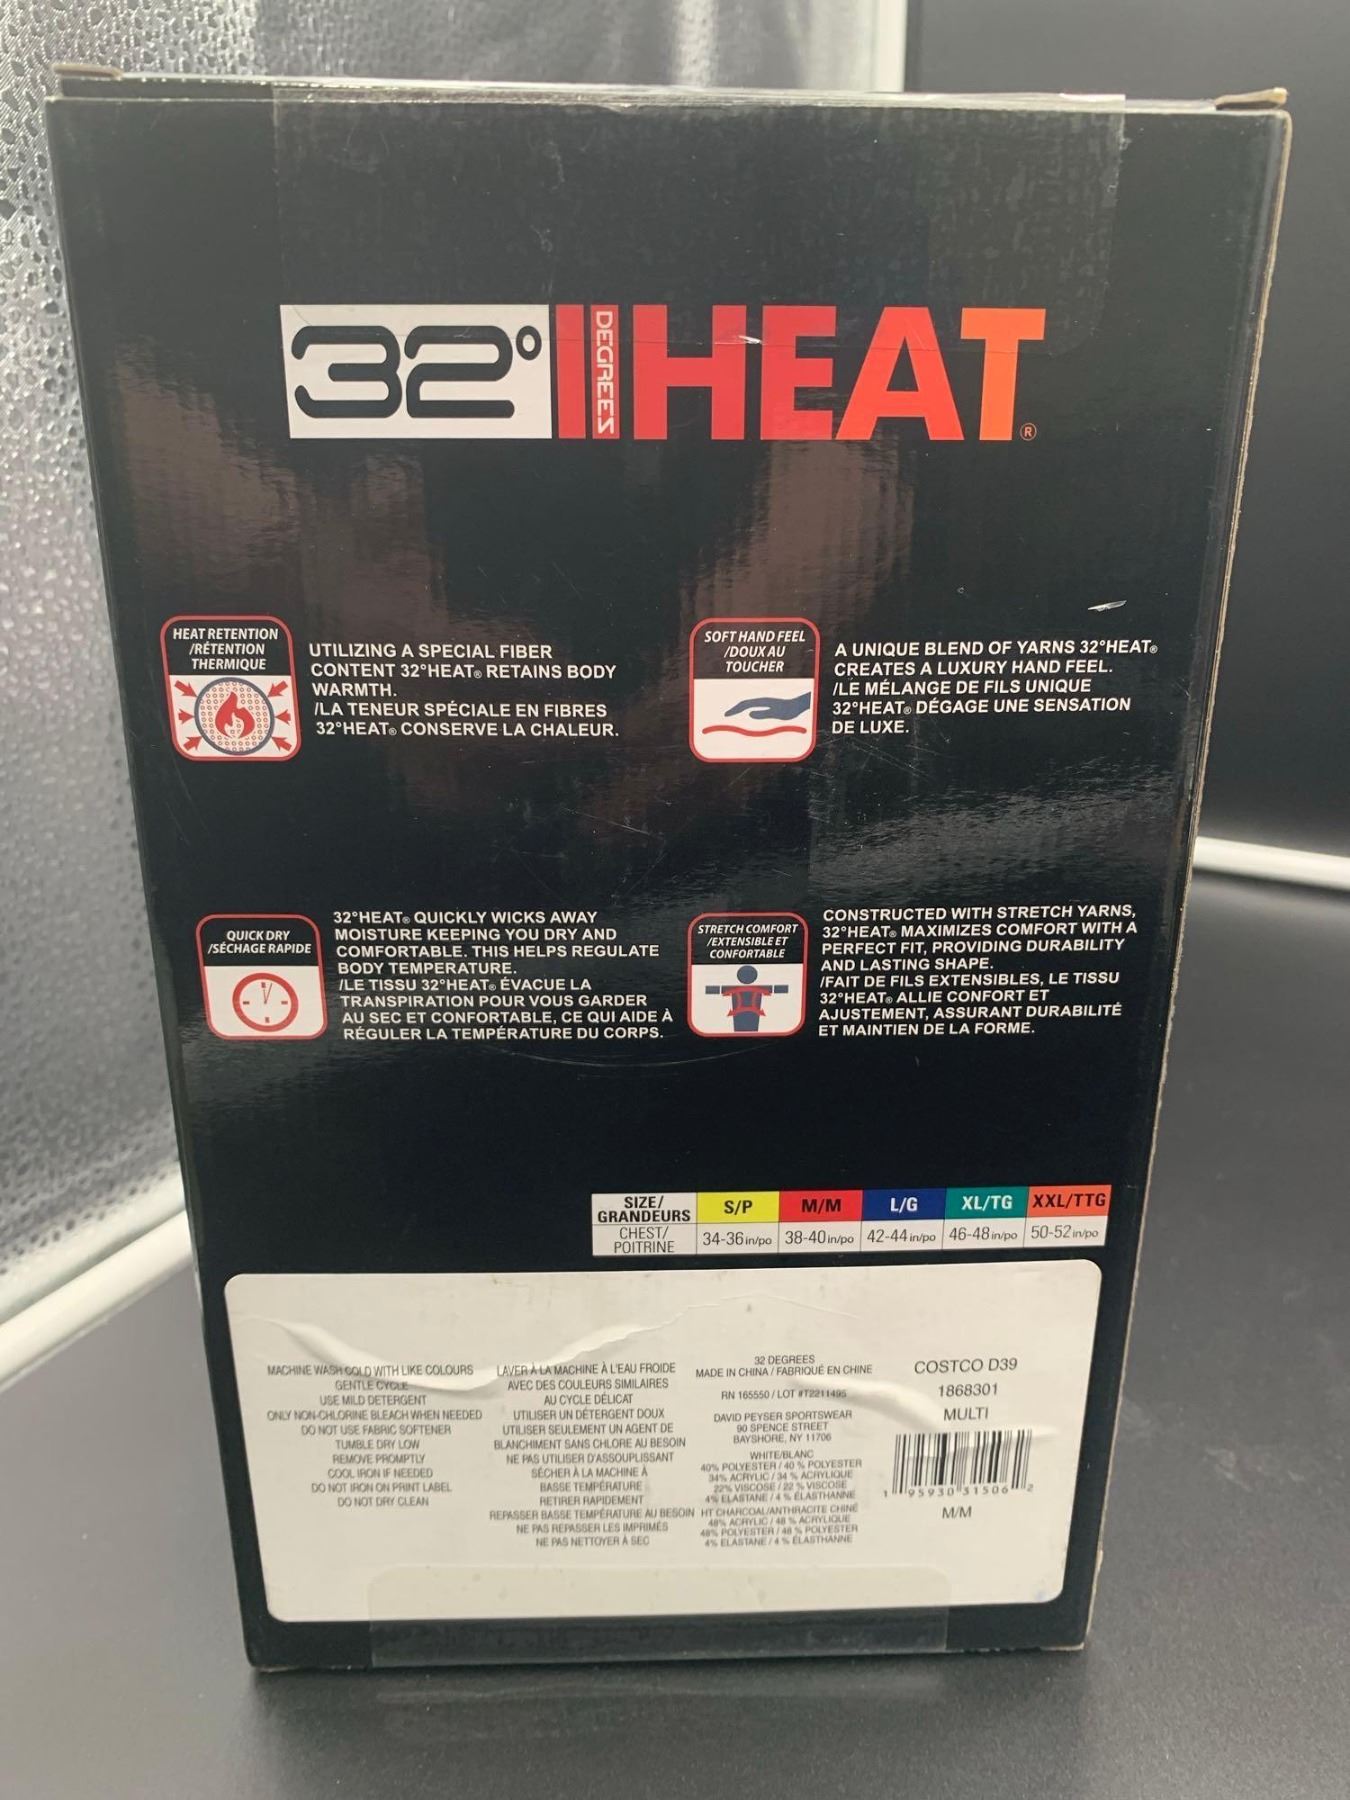 32° DEGREES HEAT®
HEAT RETENTION
/RÉTENTION
THERMIQUE
UTILIZING A SPECIAL FIBER
CONTENT 32°HEAT® RETAINS BODY
WARMTH.
/LA TENEUR SPÉCIALE EN FIBRES
32°HEAT® CONSERVE LA CHALEUR.
SOFT HAND FEEL
/DOUX AU
TOUCHER
A UNIQUE BLEND OF YARNS 32°HEAT®
CREATES A LUXURY HAND FEEL.
/LE MÉLANGE DE FILS UNIQUE
32°HEAT® DÉGAGE UNE SENSATION
DE LUXE.
QUICK DRY
/SÉCHAGE RAPIDE
32°HEAT® QUICKLY WICKS AWAY
MOISTURE KEEPING YOU DRY AND
COMFORTABLE. THIS HELPS REGULATE
BODY TEMPERATURE.
/LE TISSU 32°HEAT® ÉVACUE LA
TRANSPIRATION POUR VOUS GARDER
AU SEC ET CONFORTABLE, CE QUI AIDE À
RÉGULER LA TEMPÉRATURE DU CORPS.
STRETCH COMFORT
/EXTENSIBLE ET
CONFORTABLE
CONSTRUCTED WITH STRETCH YARNS,
32°HEAT® MAXIMIZES COMFORT WITH A
PERFECT FIT, PROVIDING DURABILITY
AND LASTING SHAPE.
/FAIT DE FILS EXTENSIBLES, LE TISSU
32°HEAT® ALLIE CONFORT ET
AJUSTEMENT, ASSURANT DURABILITÉ
ET MAINTIEN DE LA FORME.
SIZE/
GRANDEURS
S/P M/M L/G XL/TG XXL/TTG
CHEST/
POITRINE
34-36 in/po 38-40 in/po 42-44 in/po 46-48 in/po 50-52 in/po
MACHINE WASH COLD WITH LIKE COLOURS
GENTLE CYCLE
USE MILD DETERGENT
ONLY NON-CHLORINE BLEACH WHEN NEEDED
DO NOT USE FABRIC SOFTENER
TUMBLE DRY LOW
REMOVE PROMPTLY
COOL IRON IF NEEDED
DO NOT IRON ON PRINT LABEL
DO NOT DRY CLEAN
LAVER À LA MACHINE À L'EAU FROIDE
AVEC DES COULEURS SIMILAIRES
AU CYCLE DÉLICAT
UTILISER UN DÉTERGENT DOUX
UTILISER SEULEMENT UN AGENT DE
BLANCHIMENT SANS CHLORE AU BESOIN
NE PAS UTILISER D'ASSOUPLISSANT
SÉCHER À LA MACHINE À
BASSE TEMPÉRATURE
RETIRER RAPIDEMENT
REPASSER BASSE TEMPÉRATURE AU BESOIN
NE PAS REPASSER LES IMPRIMÉS
NE PAS NETTOYER À SEC
32 DEGREES
MADE IN CHINA / FABRIQUÉ EN CHINE
RN 165550 / LOT #T2211495
DAVID PEYSER SPORTSWEAR
90 SPENCE STREET
BAYSHORE, NY 11706
WHITE/BLANC
40% POLYESTER / 40 % POLYESTER
34% ACRYLIC / 34 % ACRYLIQUE
22% VISCOSE / 22 % VISCOSE
4% ELASTANE / 4 % ÉLASTHANNE
HT CHARCOAL/ANTHRACITE CHINÉ
48% ACRYLIC / 48 % ACRYLIQUE
48% POLYESTER / 48 % POLYESTER
4% ELASTANE / 4 % ÉLASTHANNE
COSTCO D39
1868301
MULTI
1 95930 31506 2
M/M